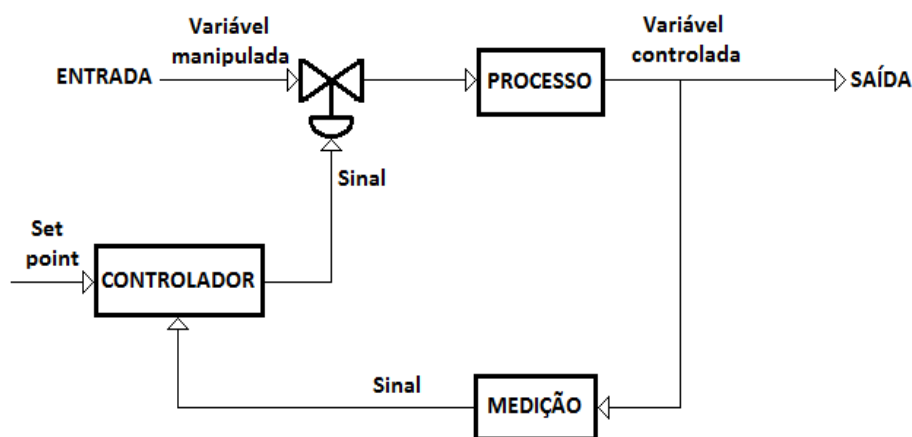 Variável
manipulada
Variável
controlada
ENTRADA
PROCESSO
SAÍDA
Sinal
Set
point
CONTROLADOR
Sinal
MEDIÇÃO